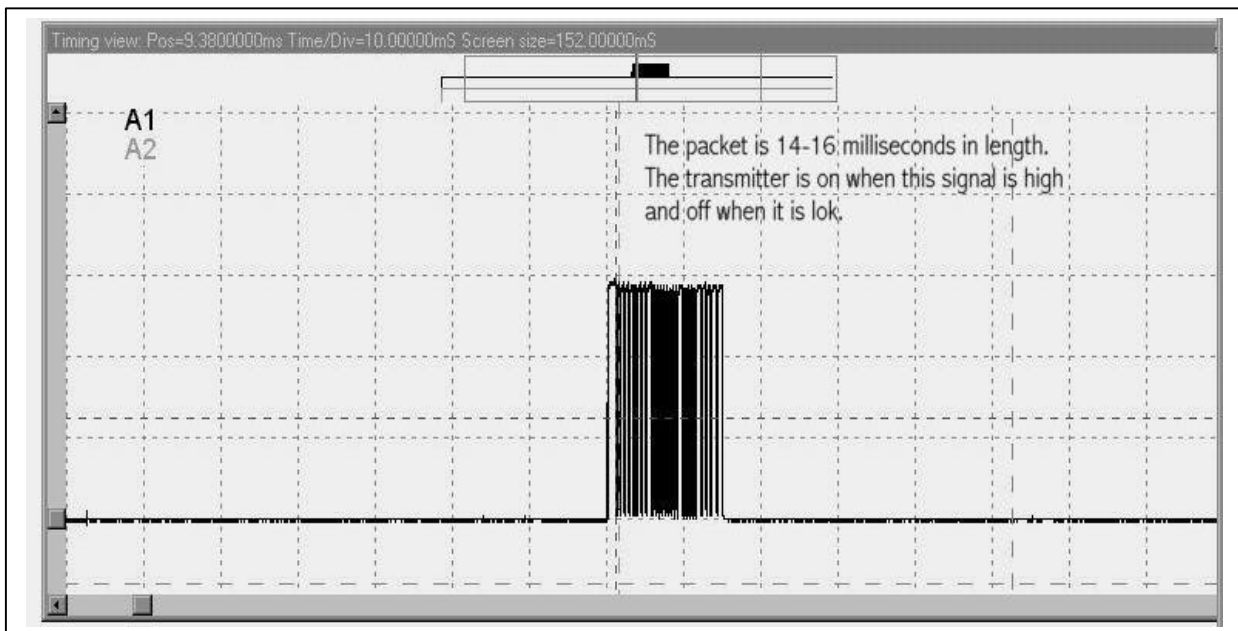 Timing view: Pos=9.3800000ms Time/Div=10.00000mS Screen size=152.00000mS
A1
A2
The packet is 14-16 milliseconds in length.
The transmitter is on when this signal is high
and off when it is lok.